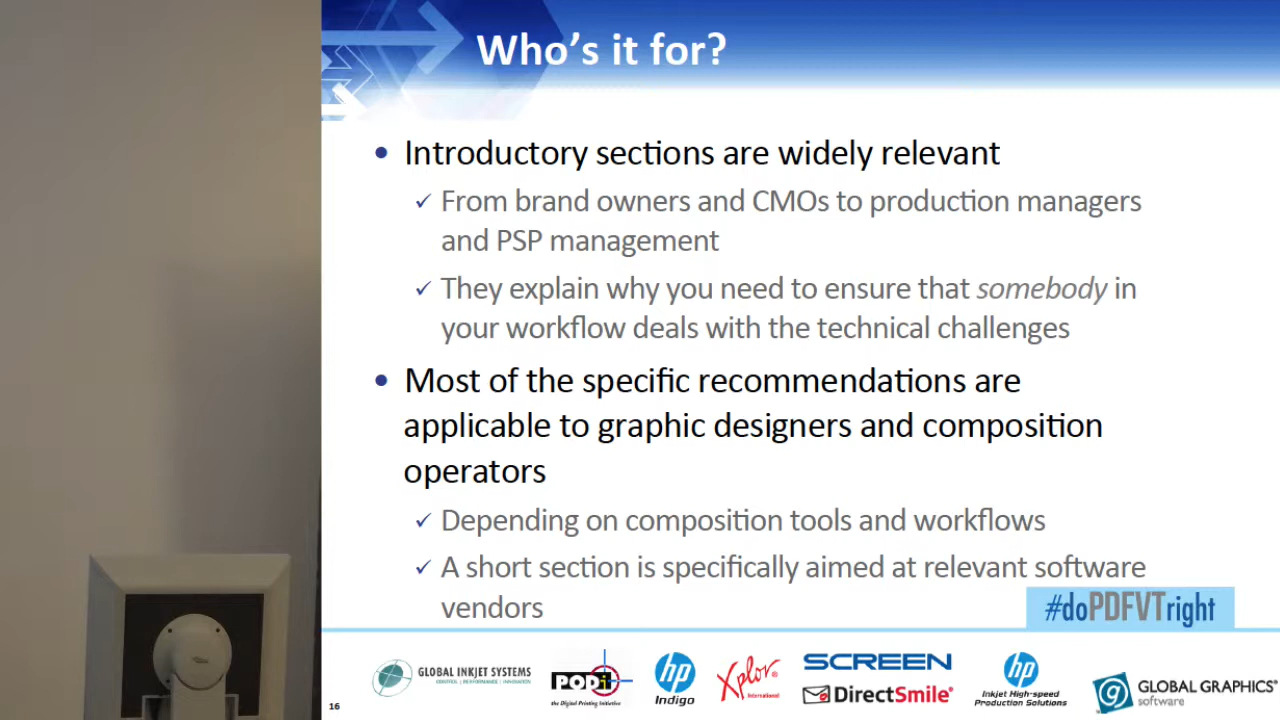 Who's it for?
• Introductory sections are widely relevant
✓ From brand owners and CMOs to production managers
and PSP management
✓ They explain why you need to ensure that somebody in
your workflow deals with the technical challenges
• Most of the specific recommendations are
applicable to graphic designers and composition
operators
✓ Depending on composition tools and workflows
✓ A short section is specifically aimed at relevant software
vendors
#doPDFVTright
GLOBAL INKJET SYSTEMS
CONTROL | PERFORMANCE | INNOVATION
PODi
the Digital Printing Initiative
hp
Indigo
Xplor
International
SCREEN
DirectSmile
hp
Inkjet High-speed
Production Solutions
g
GLOBAL GRAPHICS
software
16